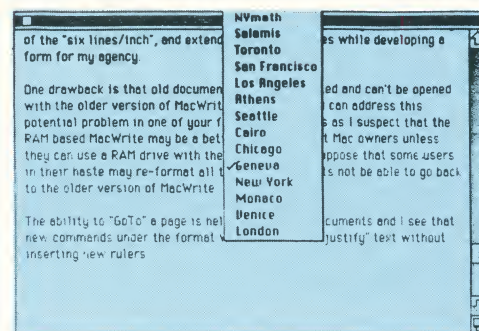 NYmath
Salamis
Toronto
San Francisco
Los Angeles
Athens
Seattle
Cairo
Chicago
✓Geneva
New York
Monaco
Venice
London
of the "six lines/inch", and extend es while developing a
form for my agency.
One drawback is that old documen ed and can't be opened
with the older version of MacWrit can address this
potential problem in one of your f s as I suspect that the
RAM based MacWrite may be a bet t Mac owners unless
they can use a RAM drive with the ppose that some users
in their haste may re-format all t ts not be able to go back
to the older version of MacWrite
The ability to "GoTo" a page is hel cuments and I see that
new commands under the format justify" text without
inserting new rulers